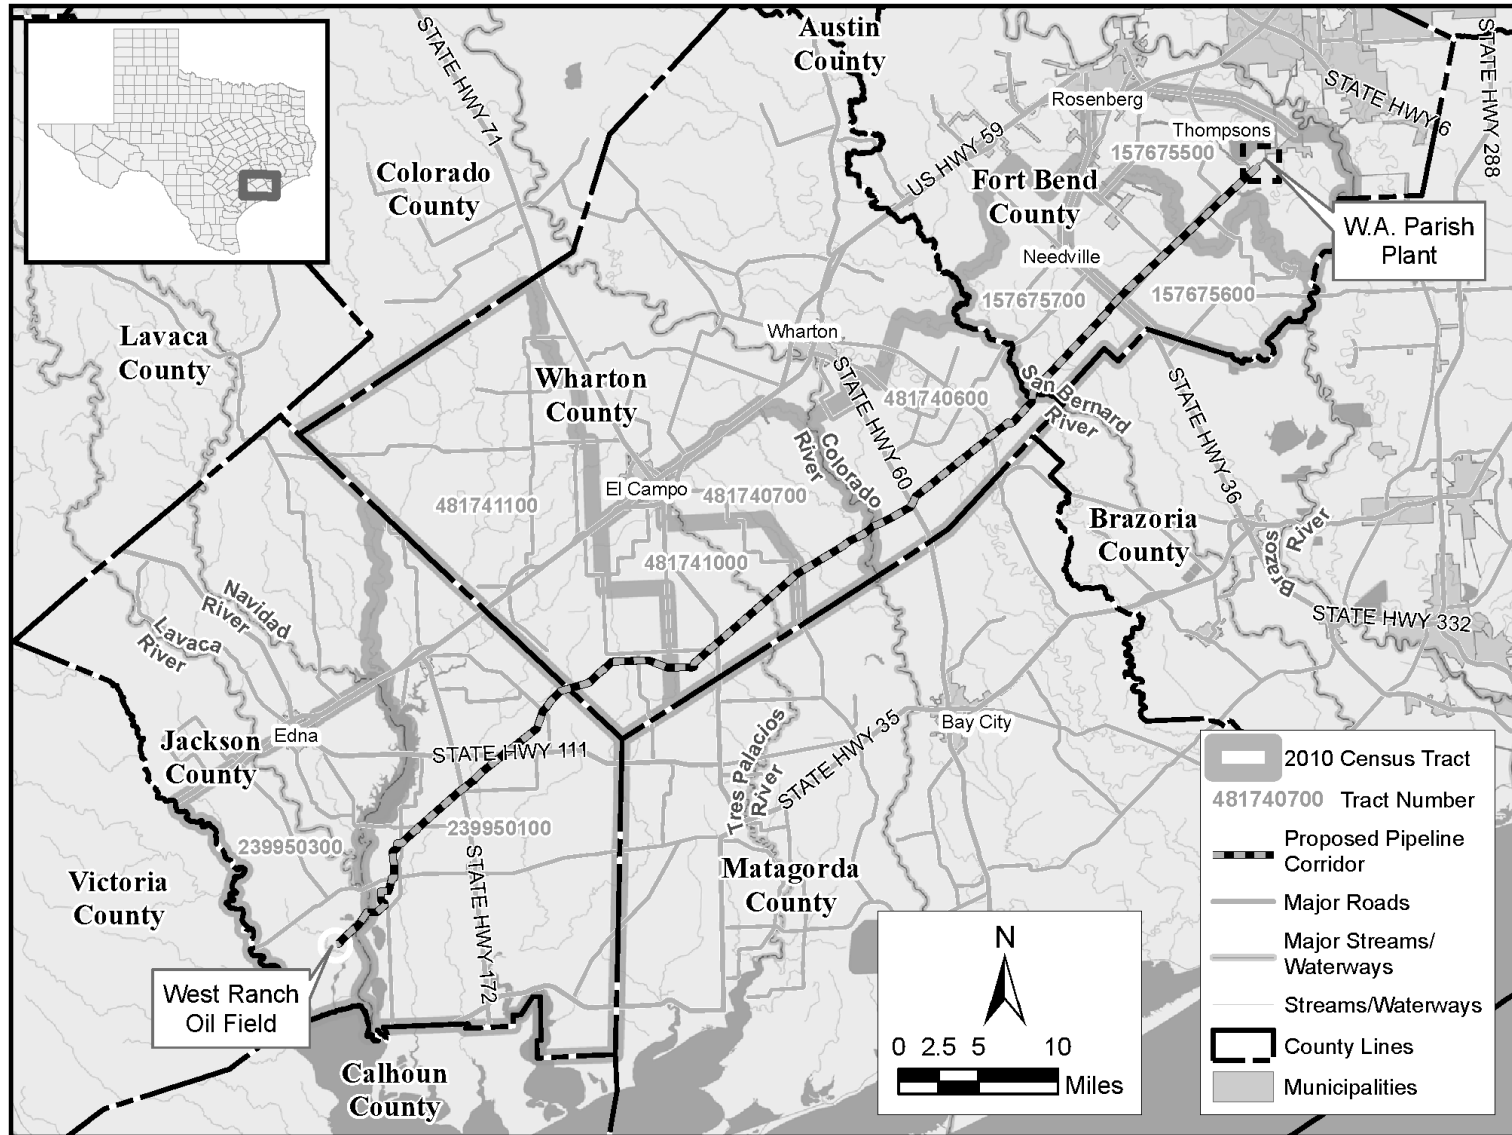 Austin
County
STATE HWY 71
STATE HWY 288
STATE HWY 6
Rosenberg
Thompsons
157675500
US HWY 59
Colorado
County
Fort Bend
County
W.A. Parish
Plant
Needville
157675700
157675600
Lavaca
County
Wharton
Wharton
County
STATE HWY 60
481740600
San Bernard
River
STATE HWY 36
Colorado
River
El Campo
481740700
481741100
481741000
Brazoria
County
Brazos
River
STATE HWY 332
Navidad
River
Lavaca
River
Edna
Jackson
County
STATE HWY 111
Bay City
STATE HWY 35
Tres Palacios
River
239950300
239950100
STATE HWY 172
Matagorda
County
Victoria
County
West Ranch
Oil Field
Calhoun
County
N
0 2.5 5 10
Miles
2010 Census Tract
481740700 Tract Number
Proposed Pipeline
Corridor
Major Roads
Major Streams/
Waterways
Streams/Waterways
County Lines
Municipalities